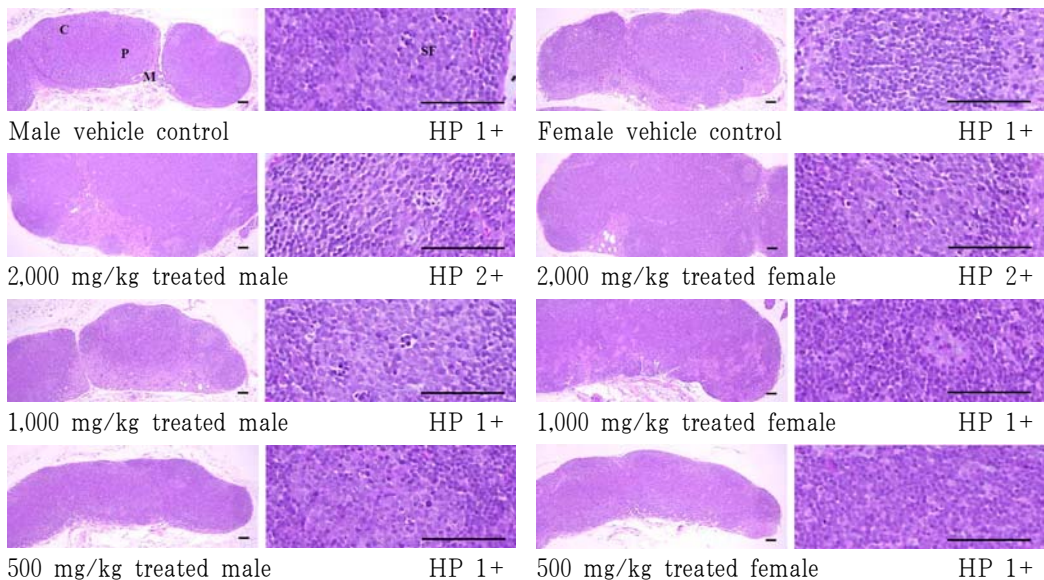 C
P
M
SF
Male vehicle control HP 1+
Female vehicle control HP 1+
2,000 mg/kg treated male HP 2+
2,000 mg/kg treated female HP 2+
1,000 mg/kg treated male HP 1+
1,000 mg/kg treated female HP 1+
500 mg/kg treated male HP 1+
500 mg/kg treated female HP 1+